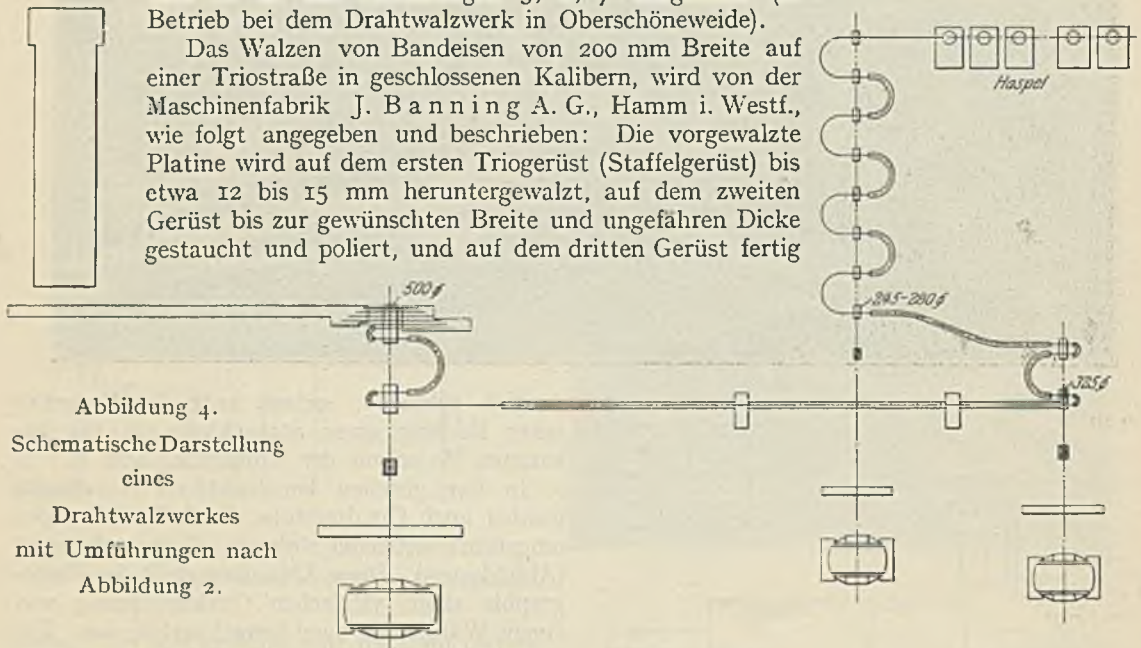 Betrieb bei dem Drahtwalzwerk in Oberschöneweide).
Das Walzen von Bandeisen von 200 mm Breite auf
einer Triostraße in geschlossenen Kalibern, wird von der
Maschinenfabrik J. Banning A. G., Hamm i. Westf.,
wie folgt angegeben und beschrieben: Die vorgewalzte
Platine wird auf dem ersten Triogerüst (Staffelgerüst) bis
etwa 12 bis 15 mm heruntergewalzt, auf dem zweiten
Gerüst bis zur gewünschten Breite und ungefähren Dicke
gestaucht und poliert, und auf dem dritten Gerüst fertig
Haspel
500 ⌀
245-280 ⌀
325 ⌀
Abbildung 4.
Schematische Darstellung
eines
Drahtwalzwerkes
mit Umführungen nach
Abbildung 2.